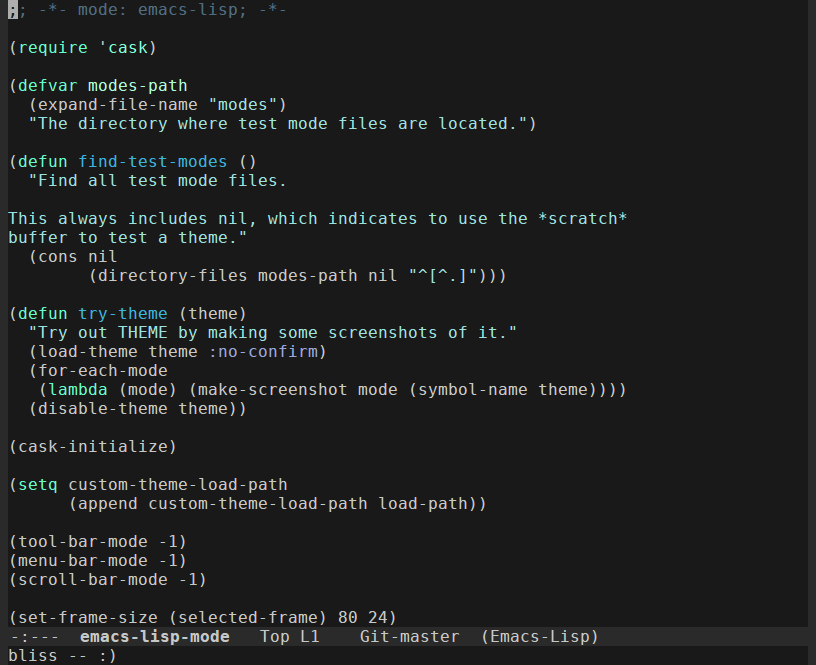 ;; -*- mode: emacs-lisp; -*-

(require 'cask)

(defvar modes-path
  (expand-file-name "modes")
  "The directory where test mode files are located.")

(defun find-test-modes ()
  "Find all test mode files.

This always includes nil, which indicates to use the *scratch*
buffer to test a theme."
  (cons nil
        (directory-files modes-path nil "^[^.]")))

(defun try-theme (theme)
  "Try out THEME by making some screenshots of it."
  (load-theme theme :no-confirm)
  (for-each-mode
   (lambda (mode) (make-screenshot mode (symbol-name theme))))
  (disable-theme theme))

(cask-initialize)

(setq custom-theme-load-path
      (append custom-theme-load-path load-path))

(tool-bar-mode -1)
(menu-bar-mode -1)
(scroll-bar-mode -1)

(set-frame-size (selected-frame) 80 24)
-:---  emacs-lisp-mode   Top L1    Git-master  (Emacs-Lisp)
bliss -- :)